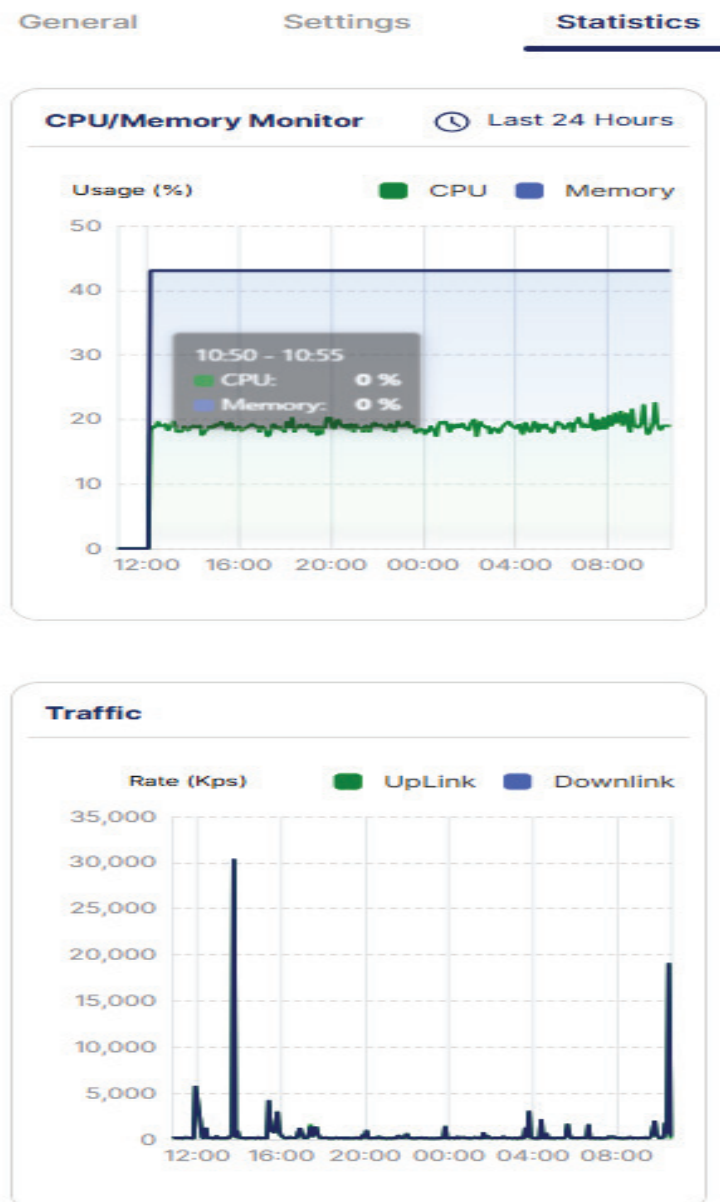 General Settings Statistics
CPU/Memory Monitor Last 24 Hours
Usage (%) CPU Memory
50
40
30
10:50 - 10:55
CPU: 0 %
Memory: 0 %
20
10
0
12:00 16:00 20:00 00:00 04:00 08:00
Traffic
Rate (Kps) UpLink Downlink
35,000
30,000
25,000
20,000
15,000
10,000
5,000
0
12:00 16:00 20:00 00:00 04:00 08:00